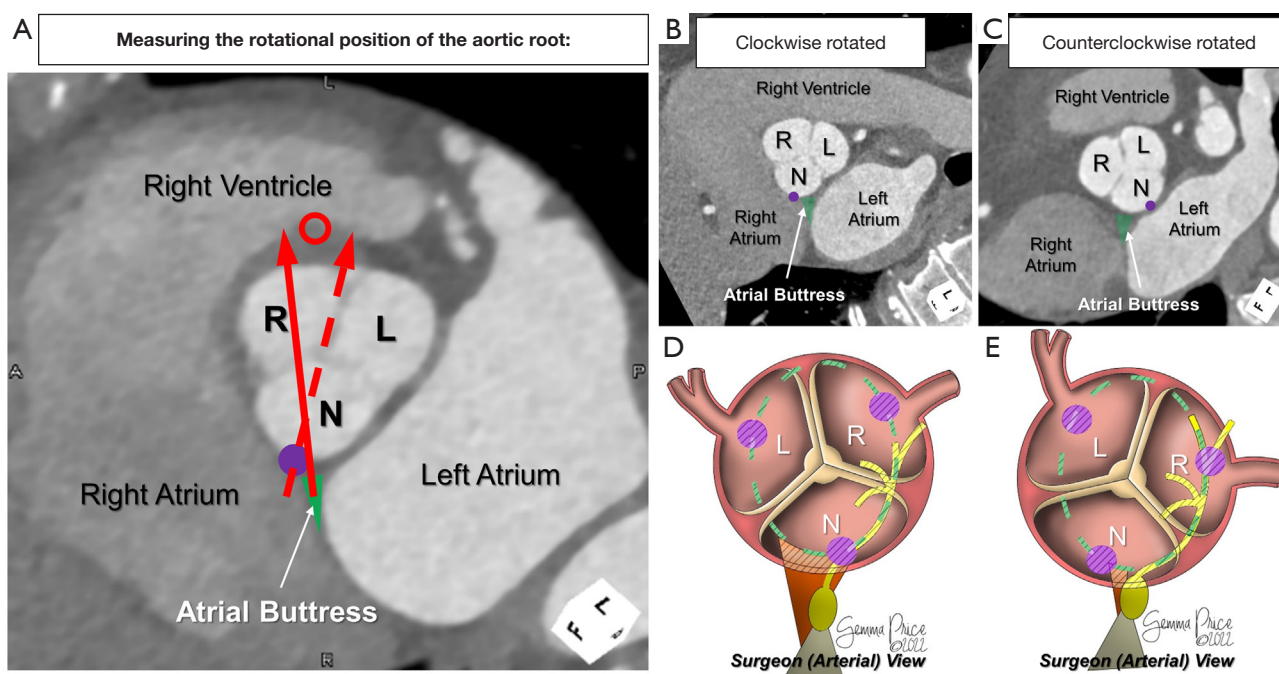 A
Measuring the rotational position of the aortic root:
L
Right Ventricle
R
L
A
P
N
Left Atrium
Right Atrium
Atrial Buttress
F
L
R
B
Clockwise rotated
Right Ventricle
R
L
N
Left
Atrium
Right
Atrium
Atrial Buttress
F
L
C
Counterclockwise rotated
Right Ventricle
L
R
N
Left
Atrium
Right
Atrium
Atrial Buttress
F
L
D
L
R
N
Gemma Price
©2022
Surgeon (Arterial) View
E
L
R
N
Gemma Price
©2022
Surgeon (Arterial) View